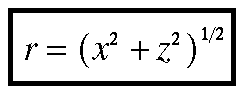 r = (x² + z²)^{1/2}